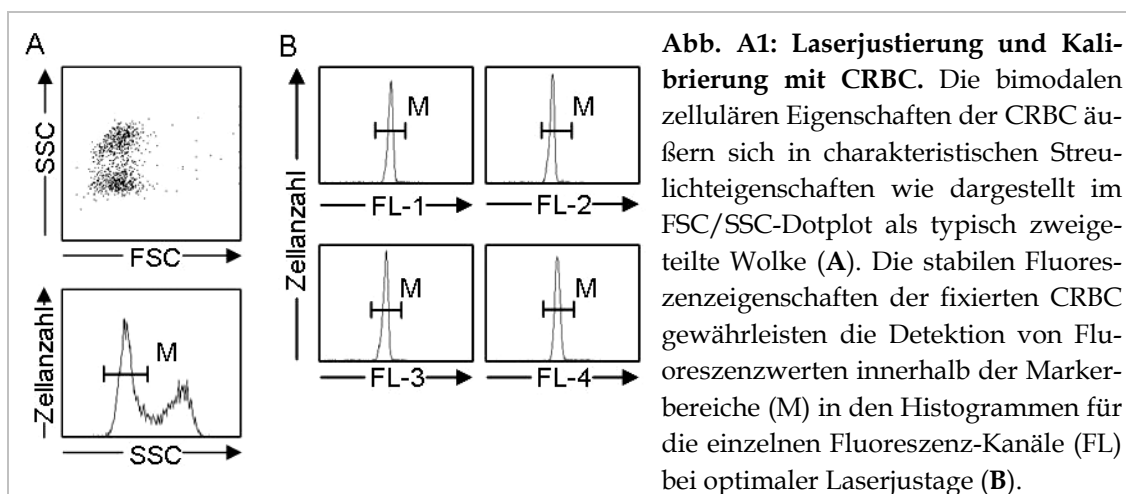 A
SSC
FSC
Zellanzahl
M
SSC
B
Zellanzahl
M
FL-1
M
FL-2
M
FL-3
M
FL-4
Abb. A1: Laserjustierung und Kali-
brierung mit CRBC. Die bimodalen
zellulären Eigenschaften der CRBC äu-
ßern sich in charakteristischen Streu-
lichteigenschaften wie dargestellt im
FSC/SSC-Dotplot als typisch zweige-
teilte Wolke (A). Die stabilen Fluores-
zenzeigenschaften der fixierten CRBC
gewährleisten die Detektion von Flu-
oreszenzwerten innerhalb der Marker-
bereiche (M) in den Histogrammen für
die einzelnen Fluoreszenz-Kanäle (FL)
bei optimaler Laserjustage (B).